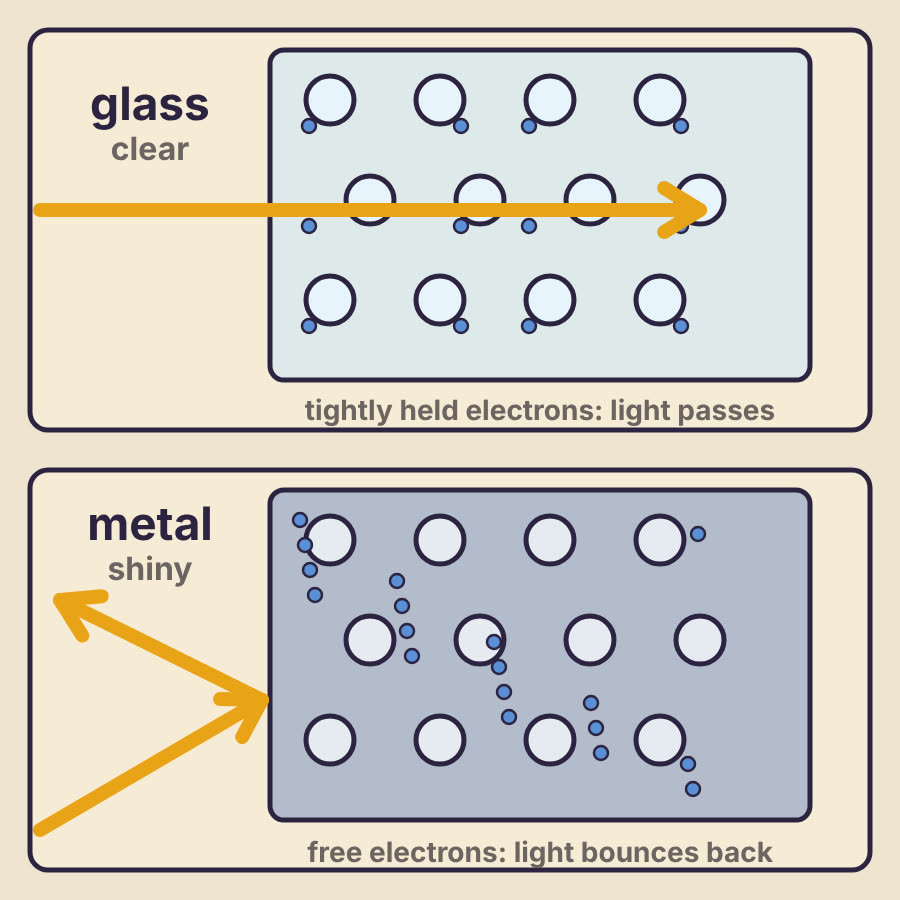 glass
clear
tightly held electrons: light passes
metal
shiny
free electrons: light bounces back